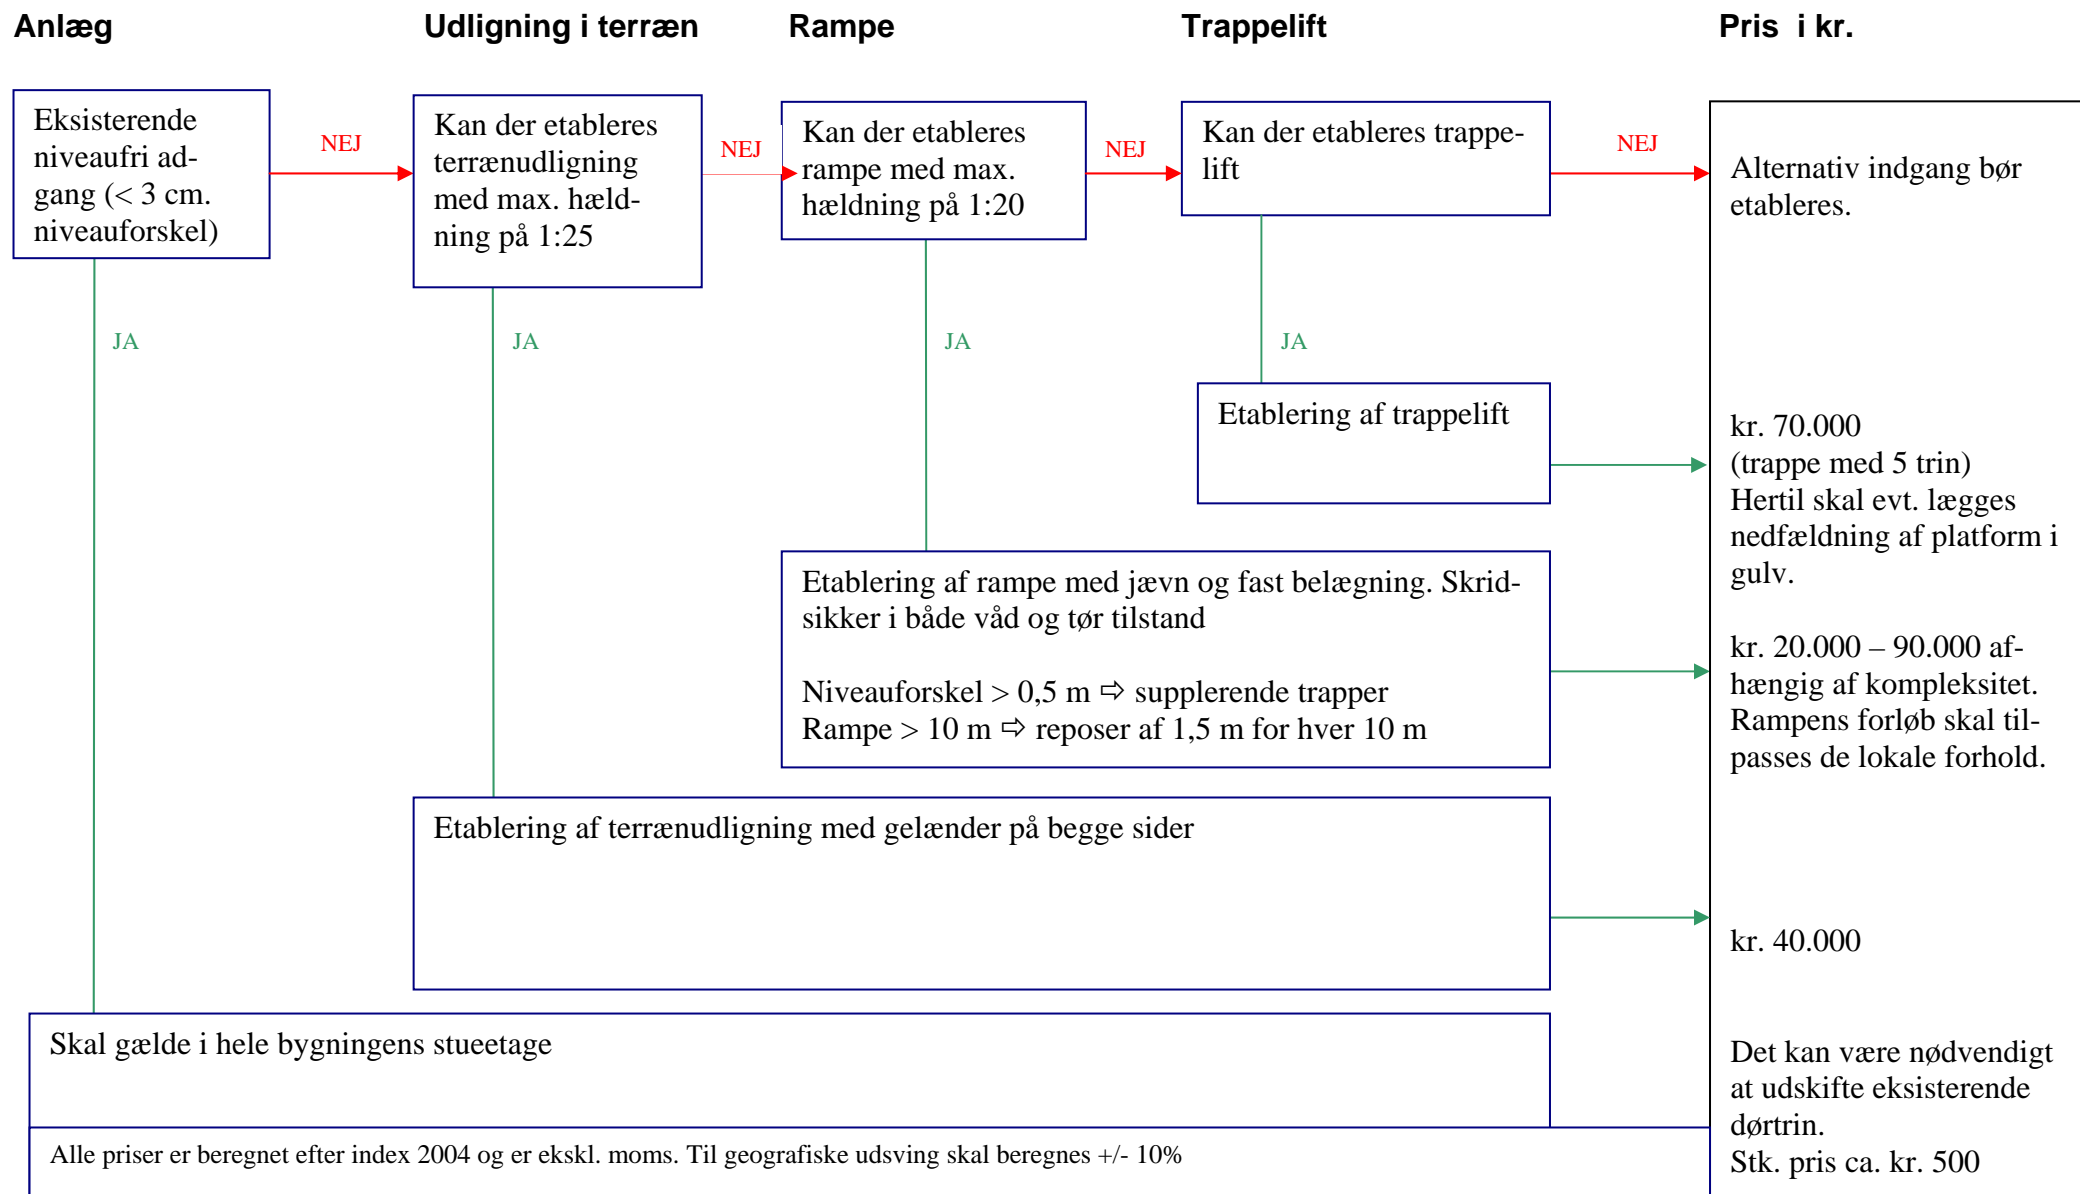 Anlæg
Udligning i terræn
Rampe
Trappelift
Pris i kr.
Eksisterende
niveaufri ad-
gang (< 3 cm.
niveauforskel)
NEJ
Kan der etableres
terrænudligning
med max. hæld-
ning på 1:25
NEJ
Kan der etableres
rampe med max.
hældning på 1:20
NEJ
Kan der etableres trappe-
lift
NEJ
Alternativ indgang bør
etableres.
JA
JA
JA
JA
Etablering af trappelift
kr. 70.000
(trappe med 5 trin)
Hertil skal evt. lægges
nedfældning af platform i
gulv.
Etablering af rampe med jævn og fast belægning. Skrid-
sikker i både våd og tør tilstand
Niveauforskel > 0,5 m ⇨ supplerende trapper
Rampe > 10 m ⇨ reposer af 1,5 m for hver 10 m
kr. 20.000 – 90.000 af-
hængig af kompleksitet.
Rampens forløb skal til-
passes de lokale forhold.
Etablering af terrænudligning med gelænder på begge sider
kr. 40.000
Skal gælde i hele bygningens stueetage
Det kan være nødvendigt
at udskifte eksisterende
dørtrin.
Stk. pris ca. kr. 500
Alle priser er beregnet efter index 2004 og er ekskl. moms. Til geografiske udsving skal beregnes +/- 10%